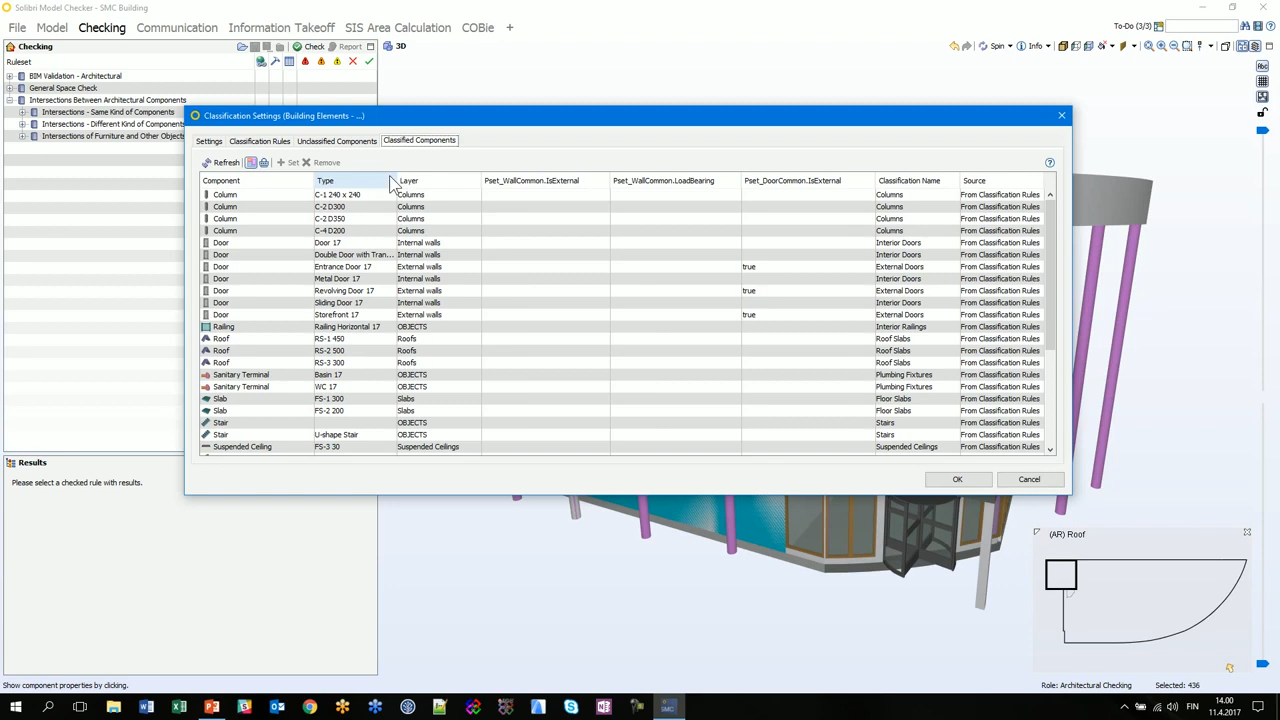 Solibri Model Checker - SMC Building
File Model Checking Communication Information Takeoff SIS Area Calculation COBie +
To-Do (3/3)
Checking Check Report 3D Spin Info
Ruleset
BIM Validation - Architectural
General Space Check
Intersections Between Architectural Components
Intersections - Same Kind of Components
Intersections - Different Kind of Components
Intersections of Furniture and Other Objects
Abc
Classification Settings (Building Elements - ...)
Settings Classification Rules Unclassified Components Classified Components
Refresh Set Remove
Component Type Layer Pset_WallCommon.IsExternal Pset_WallCommon.LoadBearing Pset_DoorCommon.IsExternal Classification Name Source
Column C-1 240 x 240 Columns Columns From Classification Rules
Column C-2 D300 Columns Columns From Classification Rules
Column C-2 D350 Columns Columns From Classification Rules
Column C-4 D200 Columns Columns From Classification Rules
Door Door 17 Internal walls Interior Doors From Classification Rules
Door Double Door with Tran... Internal walls Interior Doors From Classification Rules
Door Entrance Door 17 External walls true External Doors From Classification Rules
Door Metal Door 17 Internal walls Interior Doors From Classification Rules
Door Revolving Door 17 External walls true External Doors From Classification Rules
Door Sliding Door 17 Internal walls Interior Doors From Classification Rules
Door Storefront 17 External walls true External Doors From Classification Rules
Railing Railing Horizontal 17 OBJECTS Interior Railings From Classification Rules
Roof RS-1 450 Roofs Roof Slabs From Classification Rules
Roof RS-2 500 Roofs Roof Slabs From Classification Rules
Roof RS-3 300 Roofs Roof Slabs From Classification Rules
Sanitary Terminal Basin 17 OBJECTS Plumbing Fixtures From Classification Rules
Sanitary Terminal WC 17 OBJECTS Plumbing Fixtures From Classification Rules
Slab FS-1 300 Slabs Floor Slabs From Classification Rules
Slab FS-2 200 Slabs Floor Slabs From Classification Rules
Stair OBJECTS Stairs From Classification Rules
Stair U-shape Stair OBJECTS Stairs From Classification Rules
Suspended Ceiling FS-3 30 Suspended Ceilings Suspended Ceilings From Classification Rules
OK Cancel
Results
Please select a checked rule with results.
(AR) Roof
Show component properties by clicking.
Role: Architectural Checking Selected: 436
FIN
14.00
11.4.2017